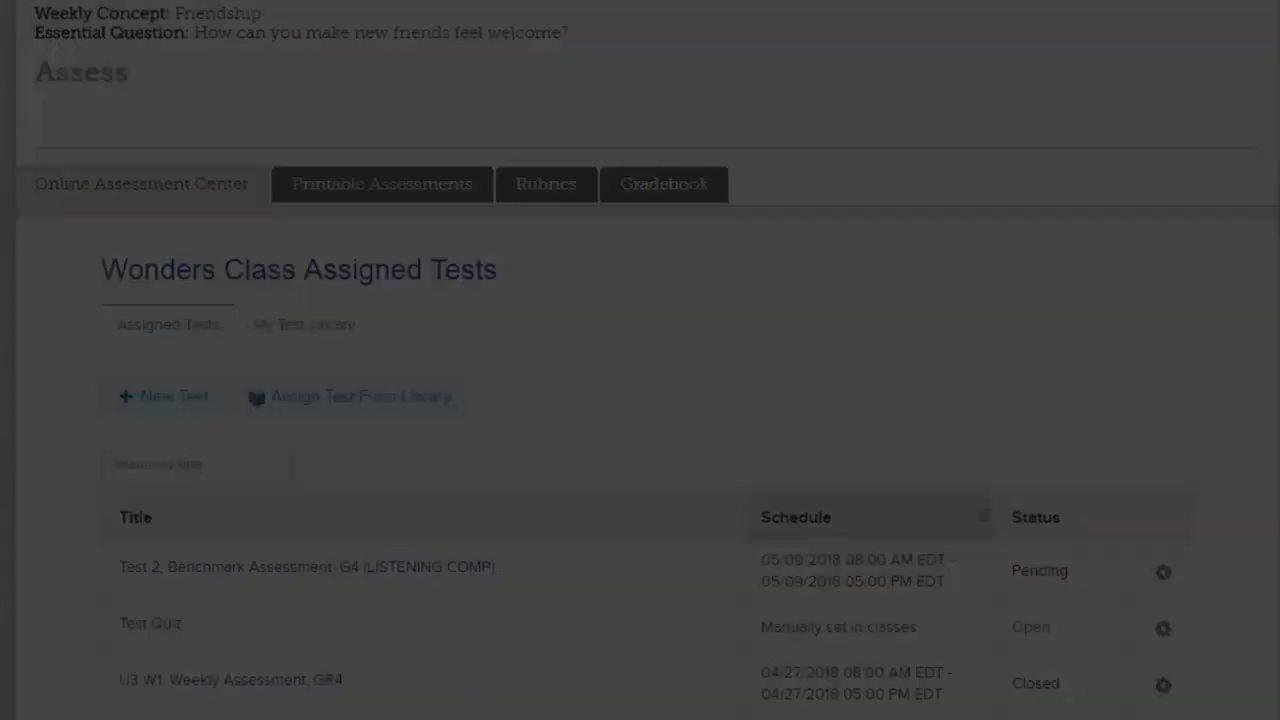 Weekly Concept: Friendship
Essential Question: How can you make new friends feel welcome?
Assess
Online Assessment Center Printable Assessments Rubrics Gradebook
Wonders Class Assigned Tests
Assigned Tests My Test Library
New Test Assign Test From Library
Title Schedule Status
Test 2, Benchmark Assessment, G4 (LISTENING COMP)... 05/09/2018 08:00 AM EDT - Pending
05/09/2018 05:00 PM EDT
Test Quiz Manually set in classes Open
U3 W1, Weekly Assessment, GR4 04/27/2018 08:00 AM EDT - Closed
04/27/2018 05:00 PM EDT